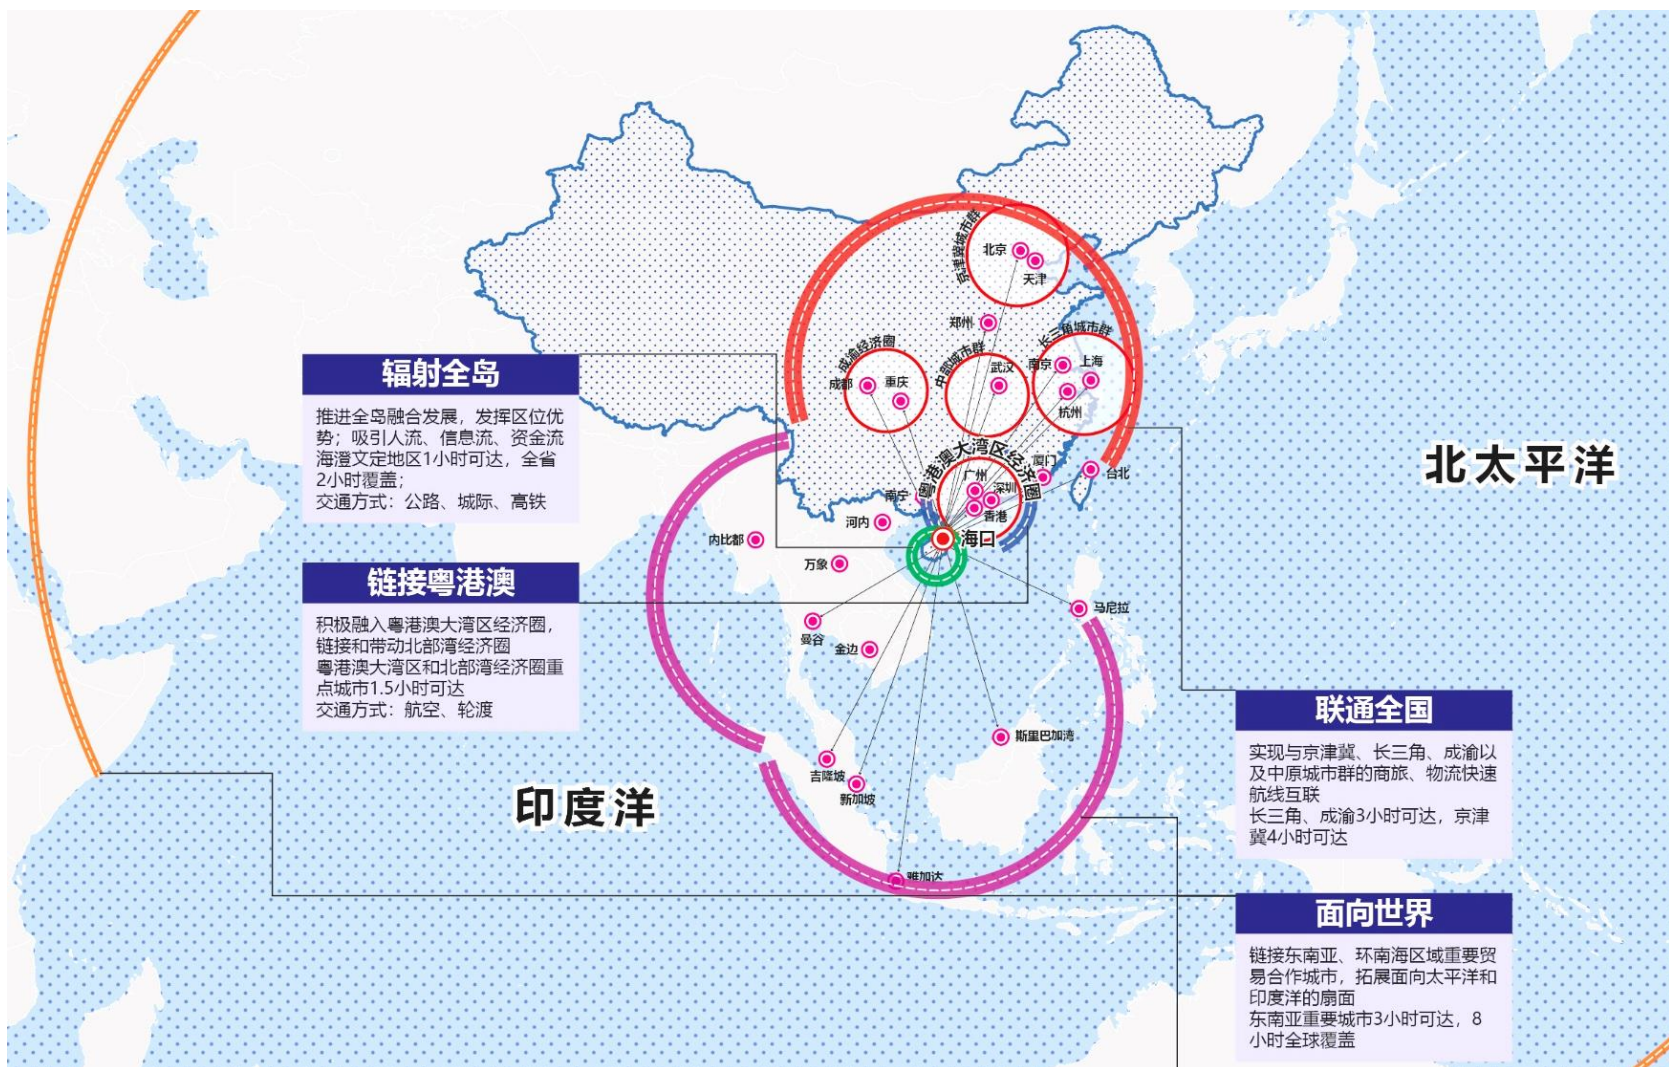 京津冀城市群
北京
天津
郑州
成渝经济圈
成都
重庆
中部城市群
武汉
长三角城市群
南京
上海
杭州
粤港澳大湾区经济圈
广州
深圳
香港
厦门
台北
南宁
海口
河内
内比都
万象
曼谷
金边
马尼拉
斯里巴加湾
吉隆坡
新加坡
雅加达
北太平洋
印度洋
辐射全岛
推进全岛融合发展，发挥区位优
势；吸引人流、信息流、资金流
海澄文定地区1小时可达，全省
2小时覆盖；
交通方式：公路、城际、高铁
链接粤港澳
积极融入粤港澳大湾区经济圈，
链接和带动北部湾经济圈
粤港澳大湾区和北部湾经济圈重
点城市1.5小时可达
交通方式：航空、轮渡
联通全国
实现与京津冀、长三角、成渝以
及中原城市群的商旅、物流快速
航线互联
长三角、成渝3小时可达，京津
冀4小时可达
面向世界
链接东南亚、环南海区域重要贸
易合作城市，拓展面向太平洋和
印度洋的扇面
东南亚重要城市3小时可达，8
小时全球覆盖